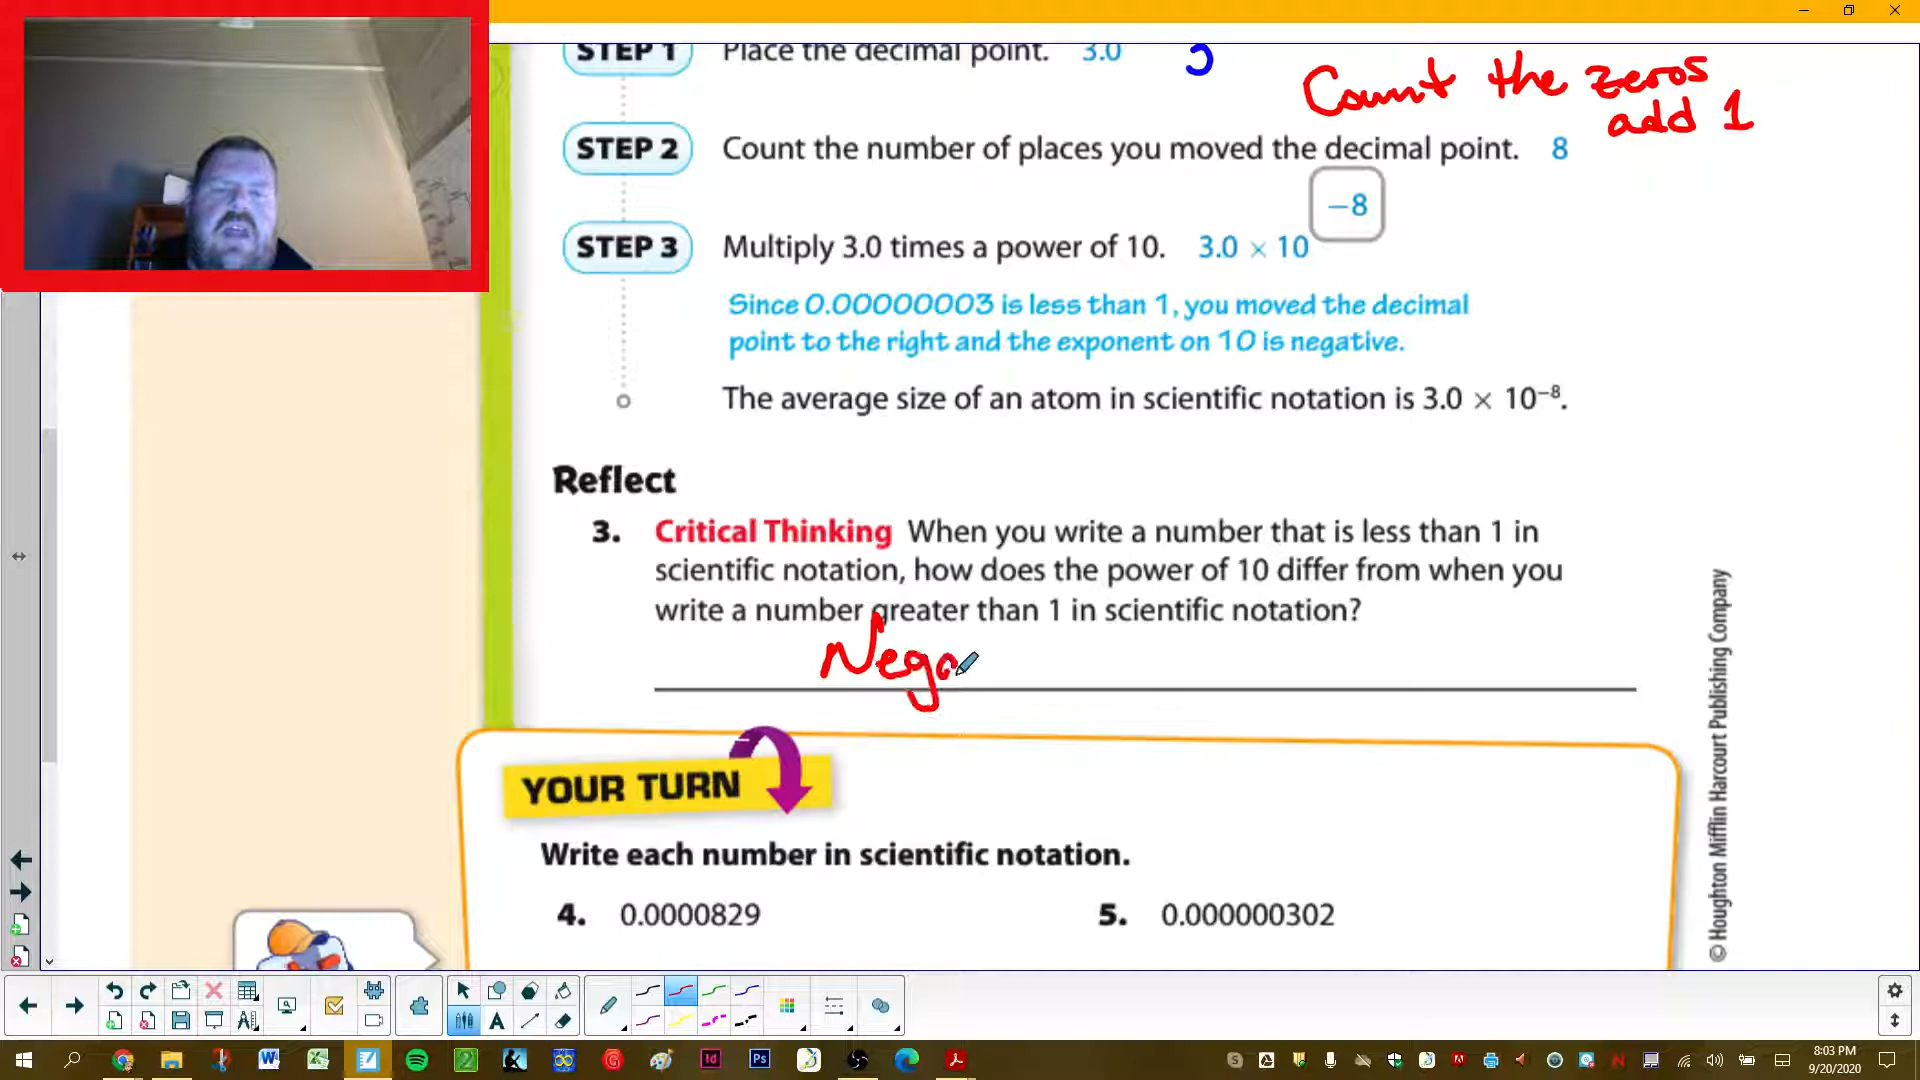 STEP 1 Place the decimal point. 3.0
Count the zeros
add 1
STEP 2 Count the number of places you moved the decimal point. 8
−8
STEP 3 Multiply 3.0 times a power of 10. 3.0 × 10
Since 0.00000003 is less than 1, you moved the decimal
point to the right and the exponent on 10 is negative.
The average size of an atom in scientific notation is 3.0 × 10⁻⁸.
Reflect
3. Critical Thinking When you write a number that is less than 1 in
scientific notation, how does the power of 10 differ from when you
write a number greater than 1 in scientific notation?
Nega
© Houghton Mifflin Harcourt Publishing Company
YOUR TURN
Write each number in scientific notation.
4. 0.0000829 5. 0.000000302
8:03 PM
9/20/2020